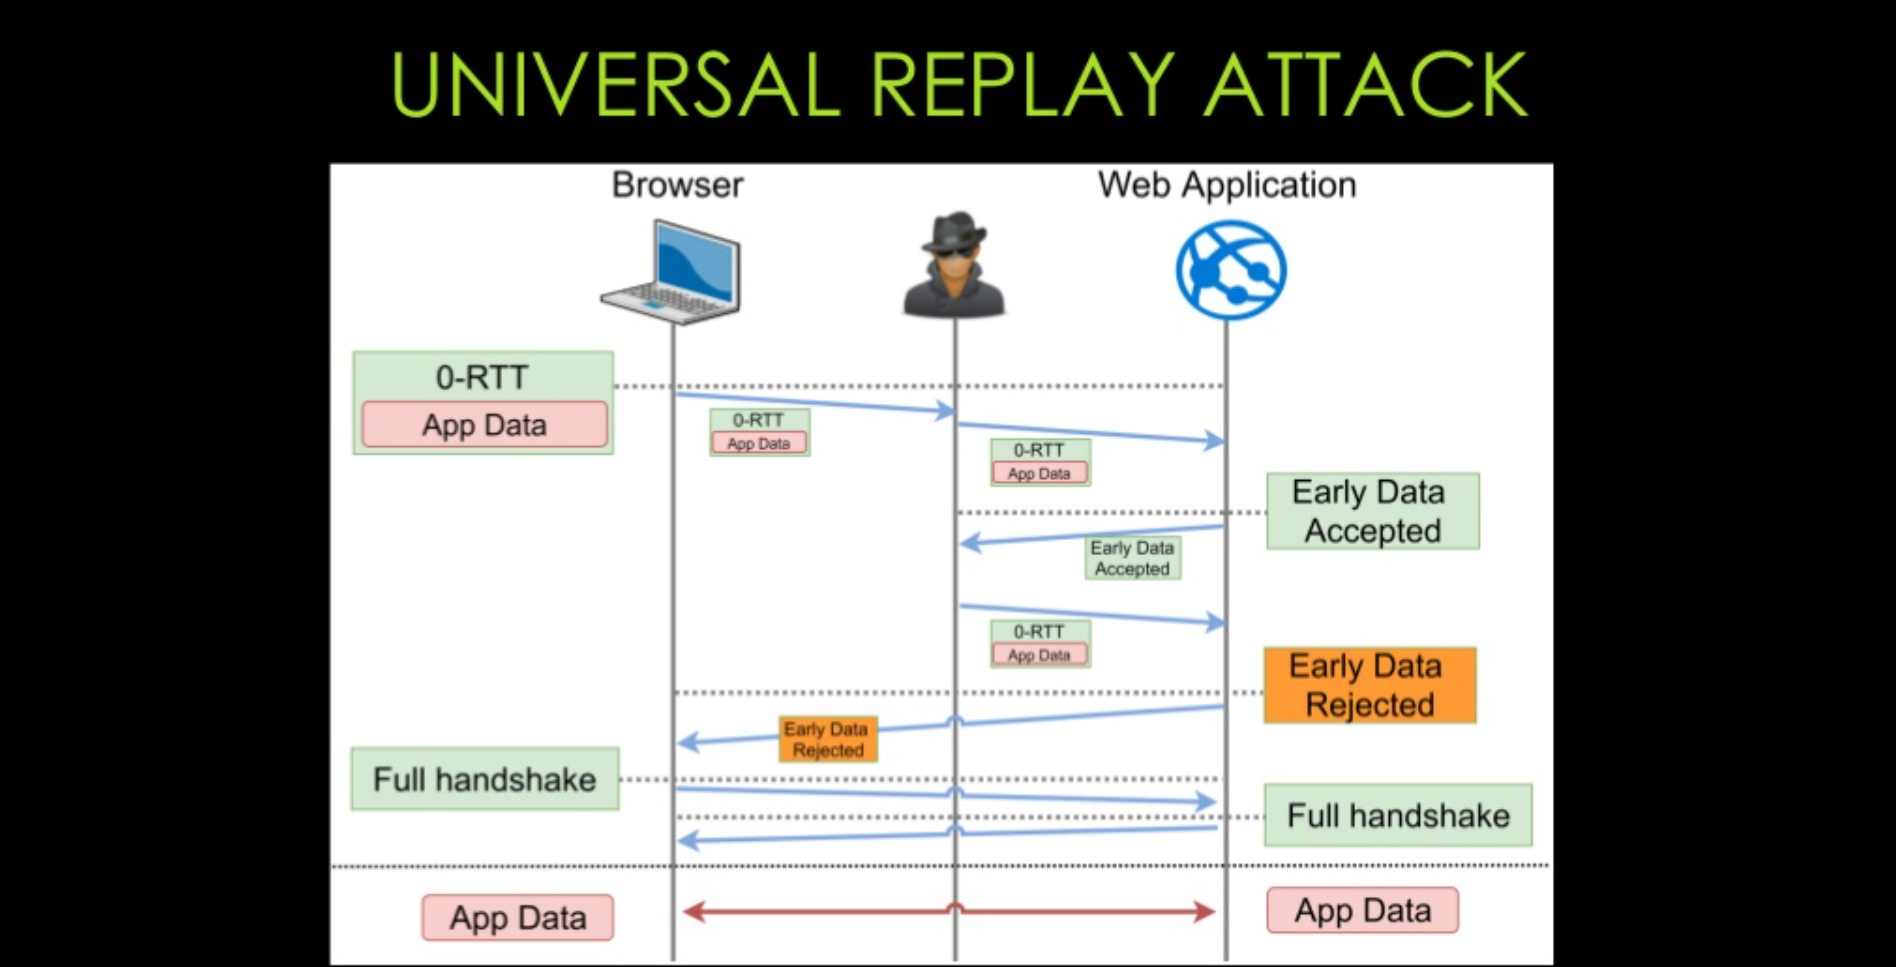 UNIVERSAL REPLAY ATTACK
Browser
Web Application
0-RTT
App Data
0-RTT
App Data
0-RTT
App Data
Early Data
Accepted
Early Data
Accepted
0-RTT
App Data
Early Data
Rejected
Early Data
Rejected
Full handshake
Full handshake
App Data
App Data